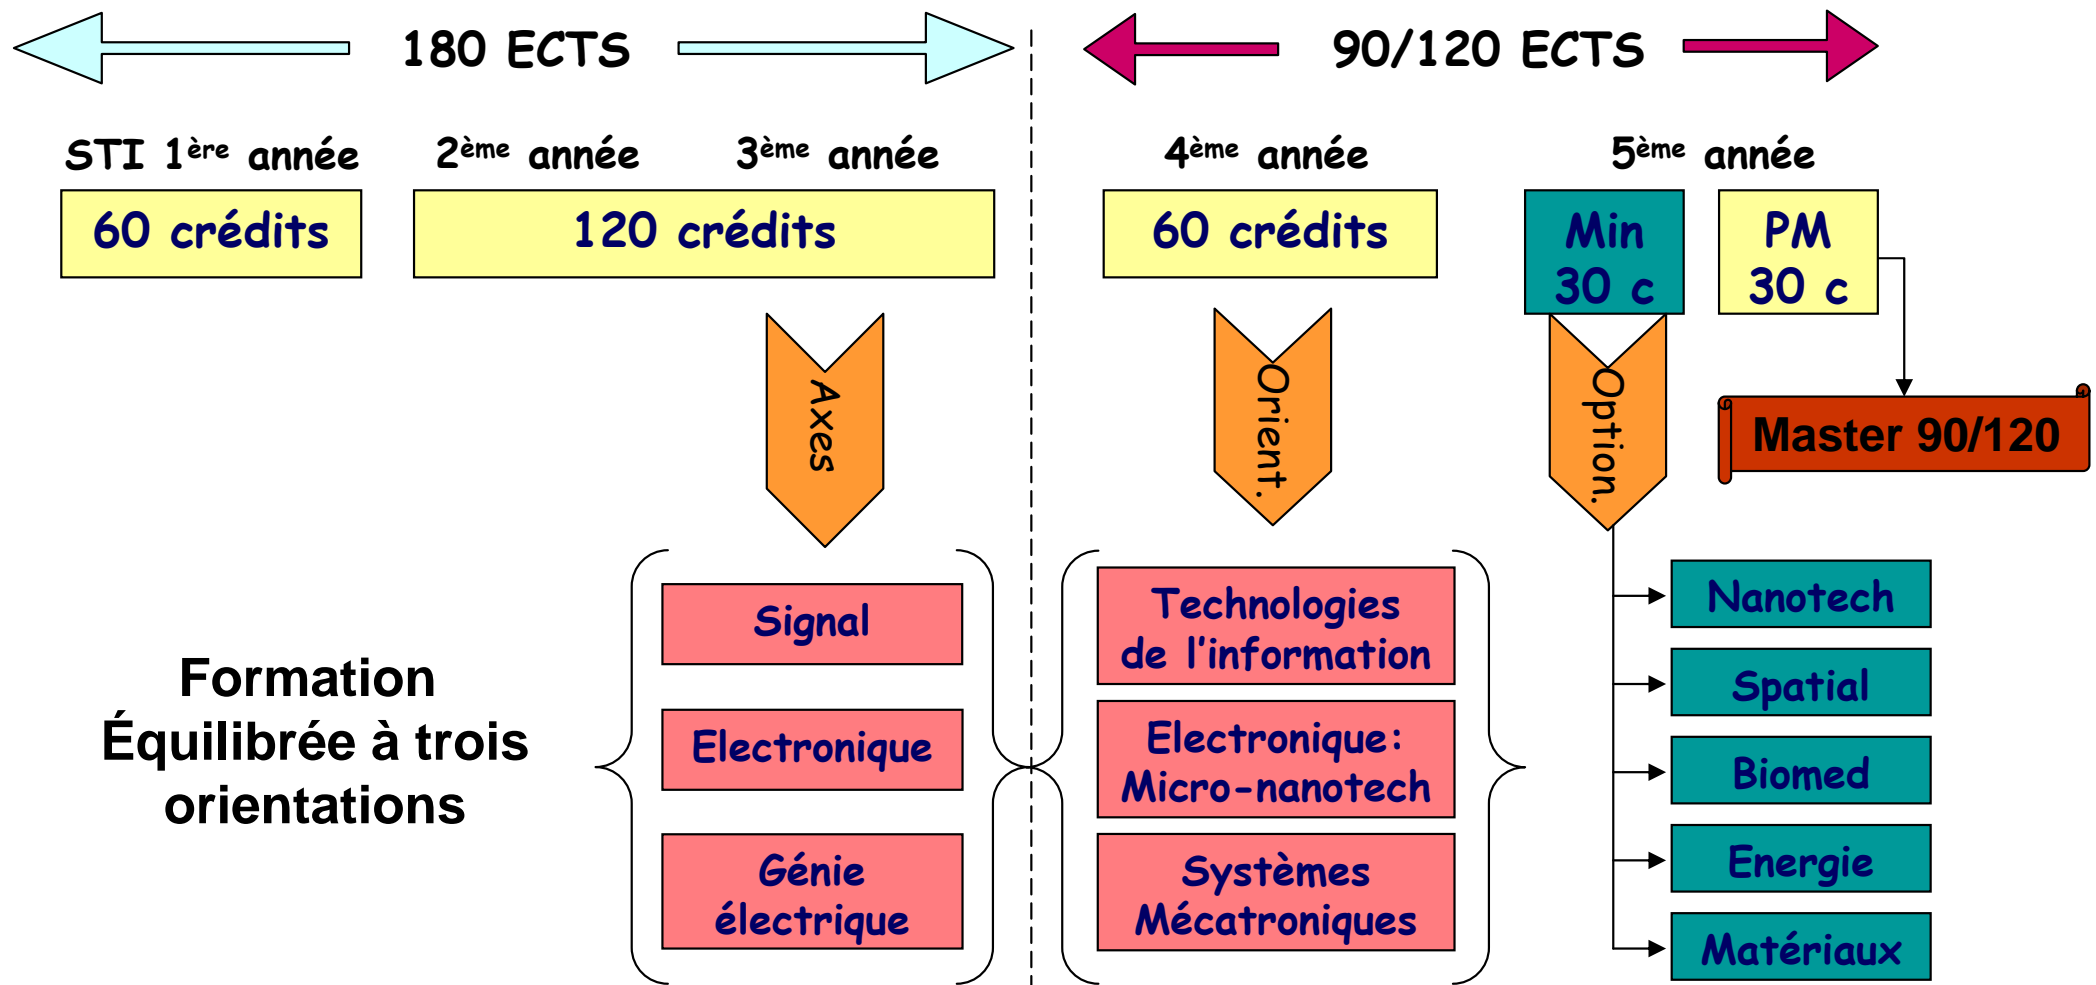 180 ECTS
90/120 ECTS
STI 1ère année
2ème année
3ème année
4ème année
5ème année
60 crédits
120 crédits
60 crédits
Min
30 c
PM
30 c
Axes
Orient.
Option.
Master 90/120
Formation
Équilibrée à trois
orientations
Signal
Electronique
Génie
électrique
Technologies
de l'information
Electronique:
Micro-nanotech
Systèmes
Mécatroniques
Nanotech
Spatial
Biomed
Energie
Matériaux